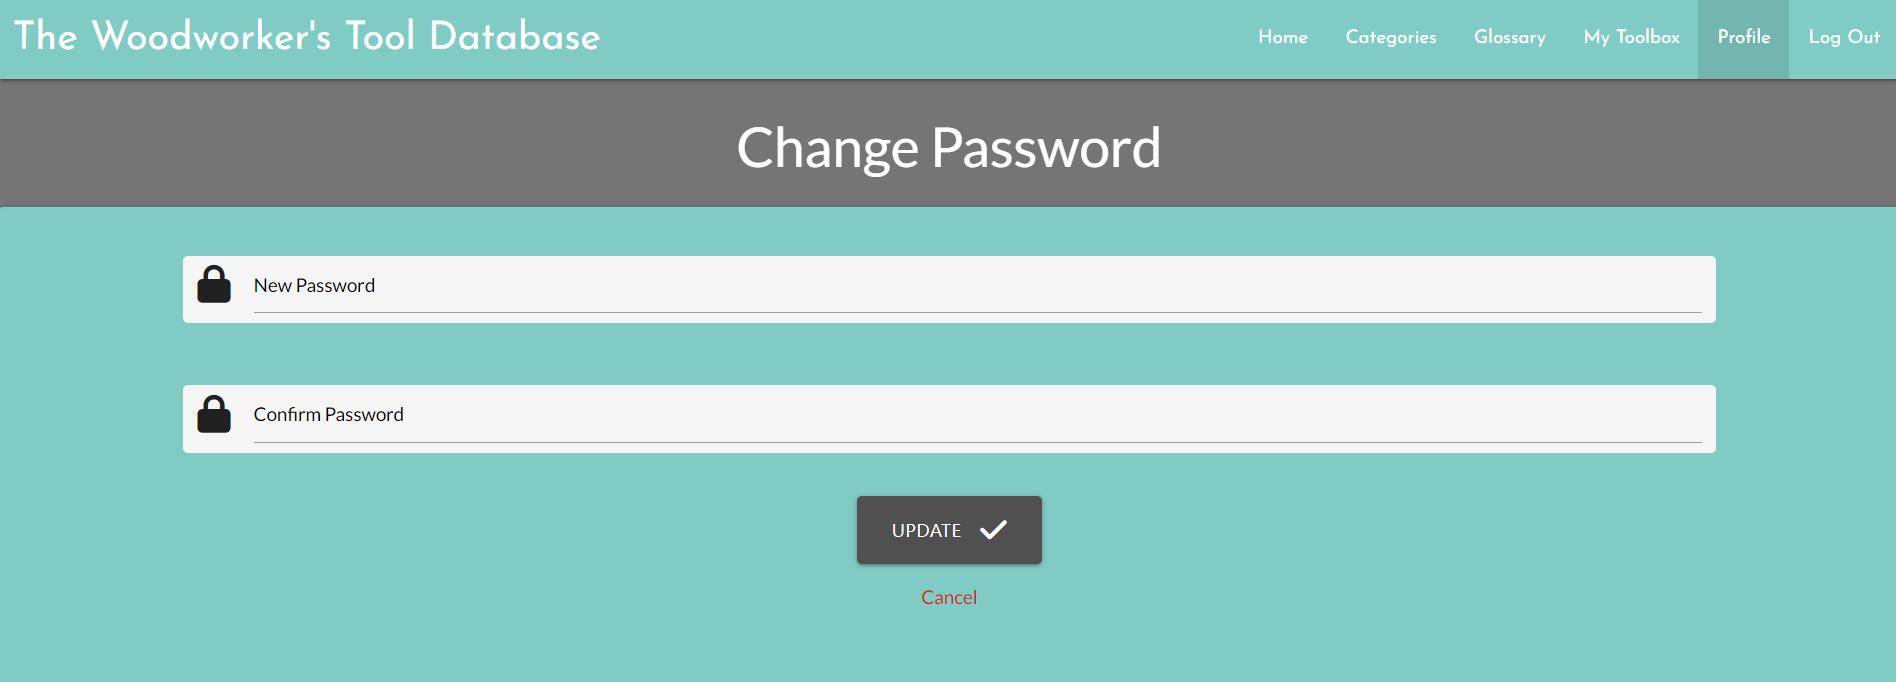 The Woodworker's Tool Database
Home Categories Glossary My Toolbox Profile Log Out
Change Password
New Password
Confirm Password
UPDATE
Cancel